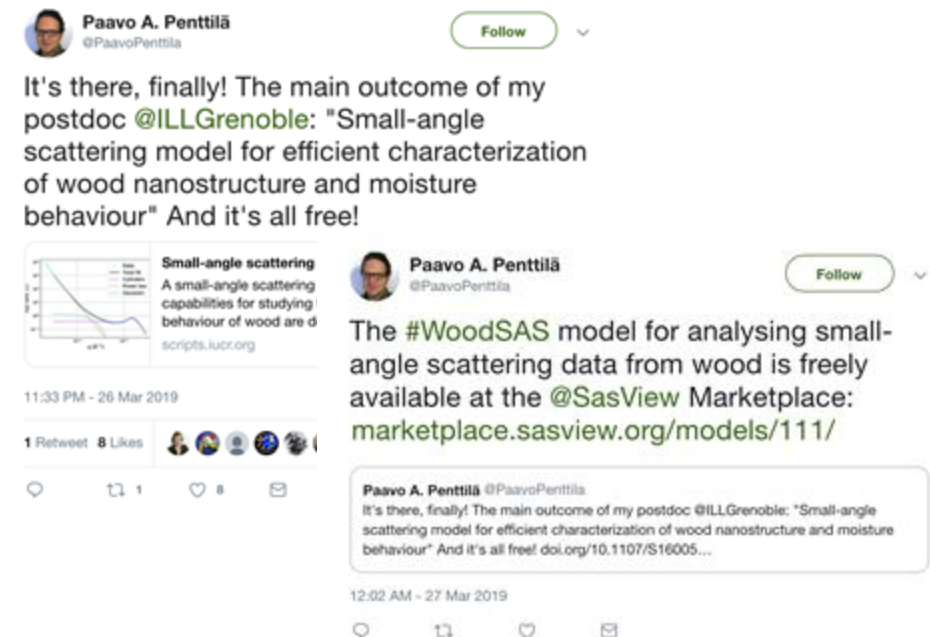 Paavo A. Penttilä
@PaavoPenttila
Follow
It's there, finally! The main outcome of my
postdoc @ILLGrenoble: "Small-angle
scattering model for efficient characterization
of wood nanostructure and moisture
behaviour" And it's all free!
Small-angle scattering
A small-angle scattering
capabilities for studying
behaviour of wood are d
scripts.iucr.org
11:33 PM - 26 Mar 2019
1 Retweet 8 Likes
1 8
Paavo A. Penttilä
@PaavoPenttila
Follow
The #WoodSAS model for analysing small-
angle scattering data from wood is freely
available at the @SasView Marketplace:
marketplace.sasview.org/models/111/
Paavo A. Penttilä @PaavoPenttila
It's there, finally! The main outcome of my postdoc @ILLGrenoble: "Small-angle
scattering model for efficient characterization of wood nanostructure and moisture
behaviour" And it's all free! doi.org/10.1107/S16005...
12:02 AM - 27 Mar 2019